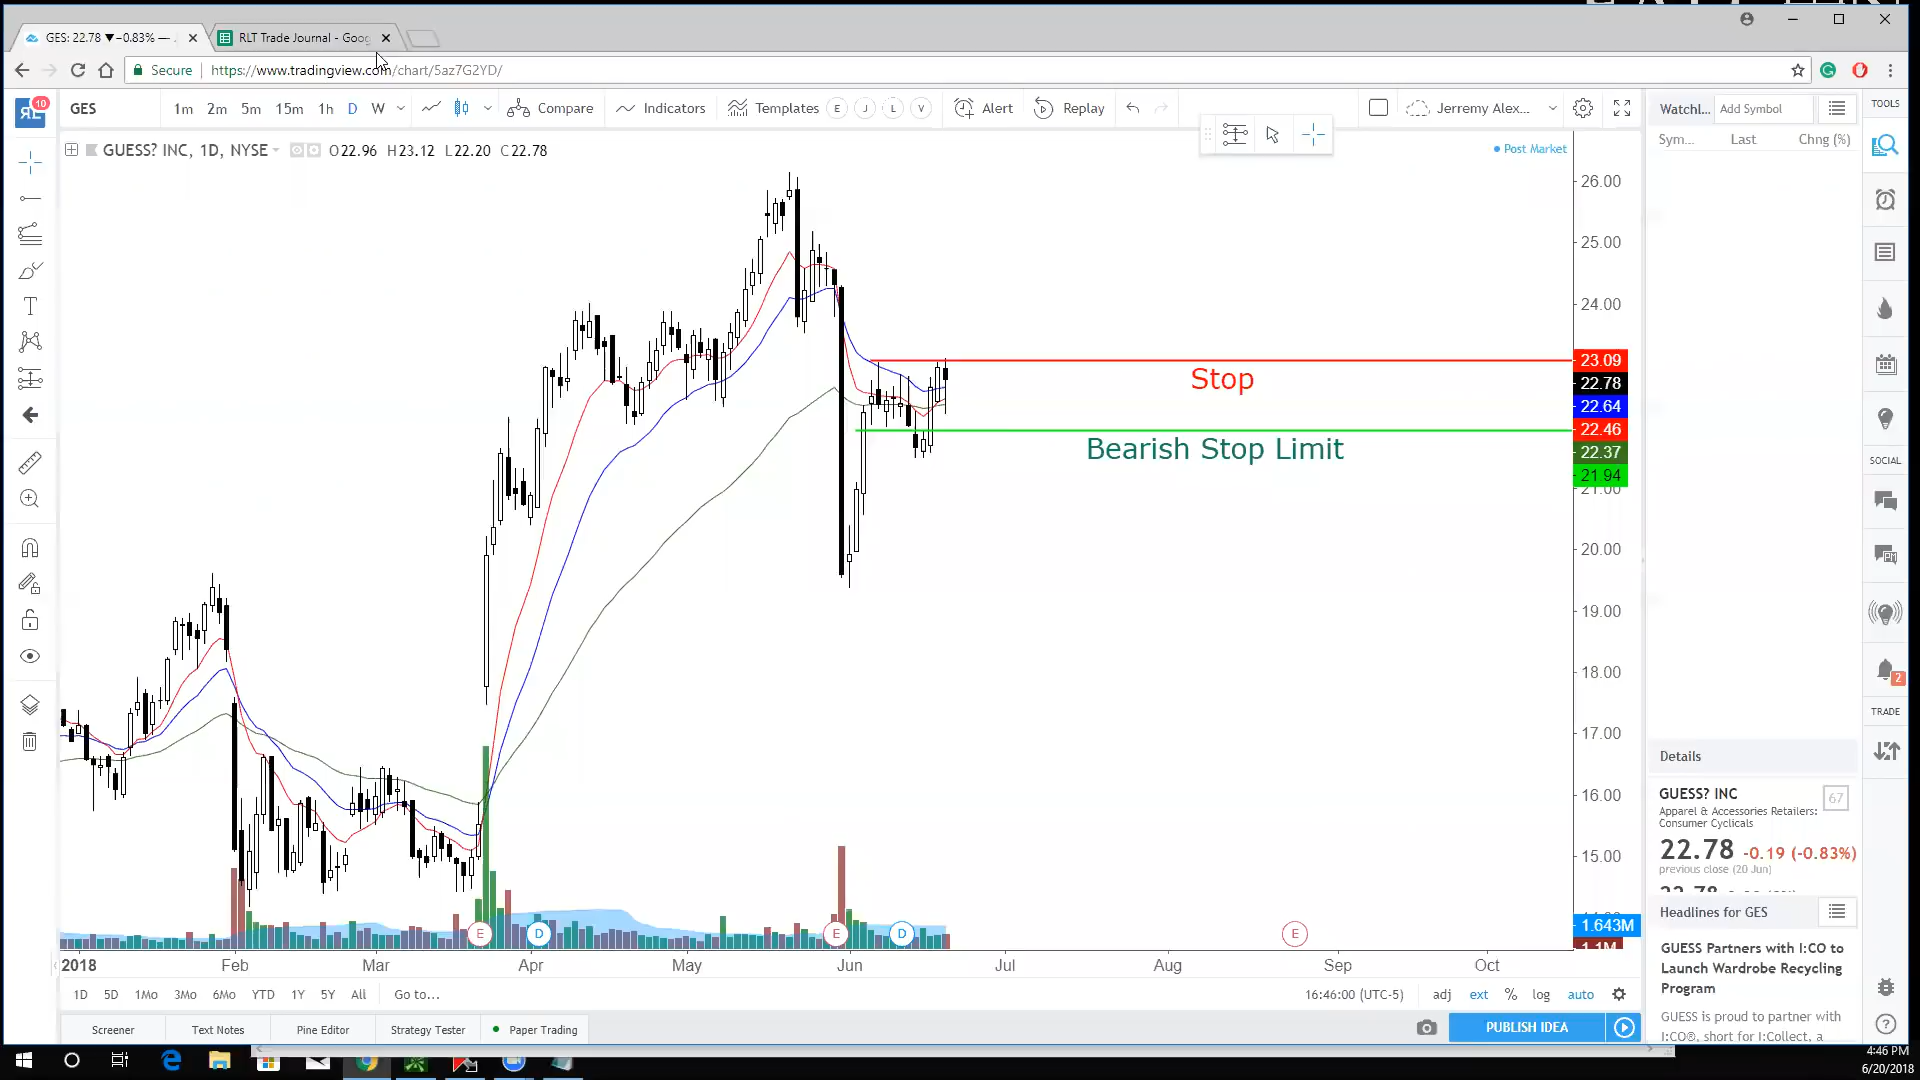 GES: 22.78 ▼−0.83% —
RLT Trade Journal - Goog
Secure
https://www.tradingview.com/chart/5az7G2YD/
10
GES
1m 2m 5m 15m 1h D W
Compare
Indicators
Templates E J L V
Alert
Replay
Jerremy Alex...
Watchl...
Add Symbol
TOOLS
Sym... Last Chng (%)
GUESS? INC, 1D, NYSE
O22.96 H23.12 L22.20 C22.78
Post Market
26.00
25.00
24.00
23.09
22.78
22.64
22.46
22.37
21.94
21.00
20.00
19.00
18.00
17.00
16.00
15.00
1.643M
1.1M
Stop
Bearish Stop Limit
E D E D E
2018 Feb Mar Apr May Jun Jul Aug Sep Oct
1D 5D 1Mo 3Mo 6Mo YTD 1Y 5Y All Go to...
16:46:00 (UTC-5) adj ext % log auto
Screener
Text Notes
Pine Editor
Strategy Tester
Paper Trading
PUBLISH IDEA
SOCIAL
2
TRADE
Details
GUESS? INC
67
Apparel & Accessories Retailers:
Consumer Cyclicals
22.78 -0.19 (-0.83%)
previous close (20 Jun)
Headlines for GES
GUESS Partners with I:CO to
Launch Wardrobe Recycling
Program
GUESS is proud to partner with
I:CO®, short for I:Collect, a
4:46 PM
6/20/2018